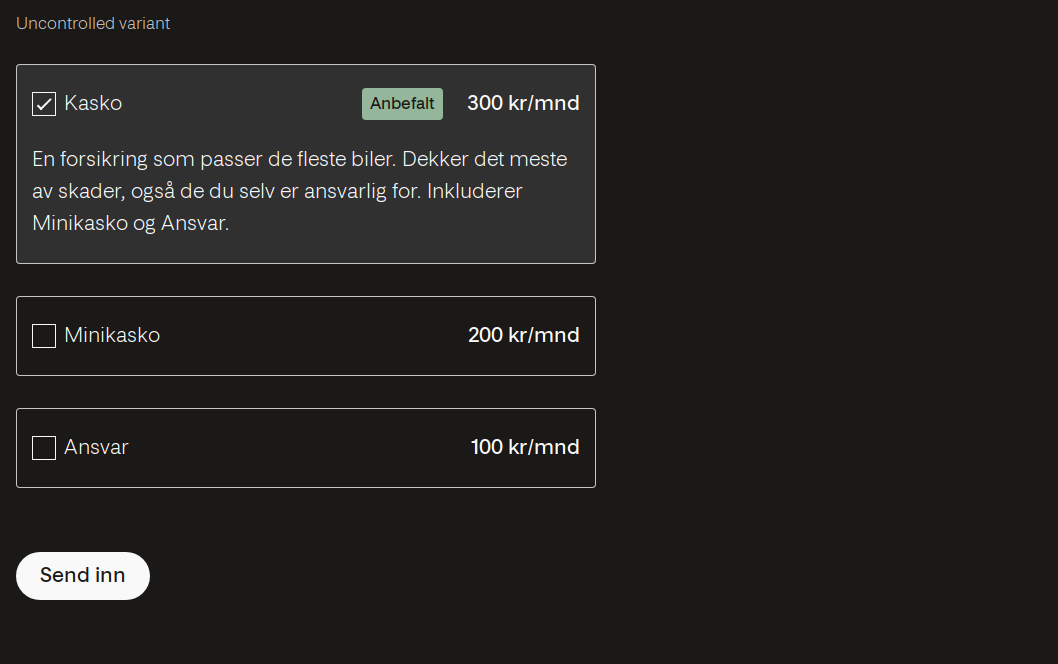 Uncontrolled variant
Kasko Anbefalt 300 kr/mnd
En forsikring som passer de fleste biler. Dekker det meste
av skader, også de du selv er ansvarlig for. Inkluderer
Minikasko og Ansvar.
Minikasko 200 kr/mnd
Ansvar 100 kr/mnd
Send inn